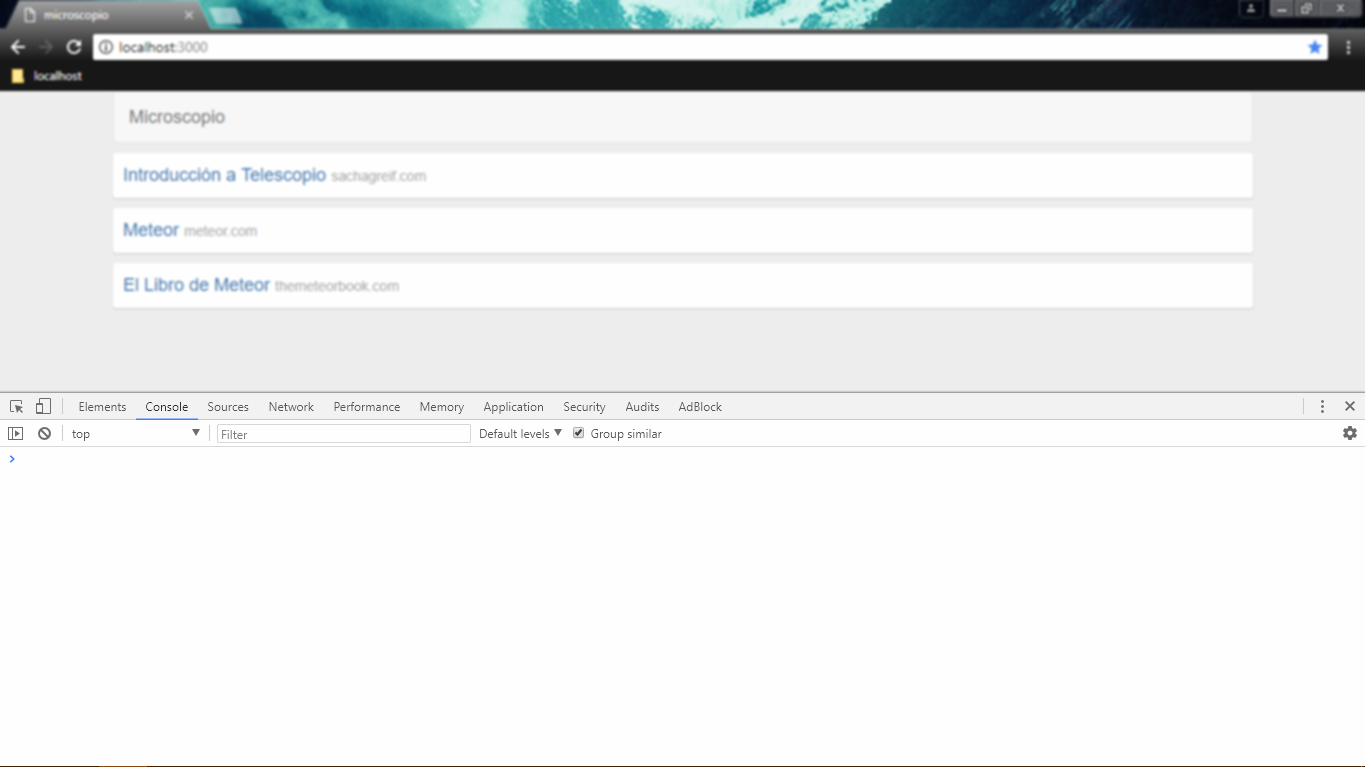 microscopio
localhost:3000
localhost
Microscopio
Introducción a Telescopio sachagreif.com
Meteor meteor.com
El Libro de Meteor themeteorbook.com
Elements Console Sources Network Performance Memory Application Security Audits AdBlock
top Filter Default levels Group similar